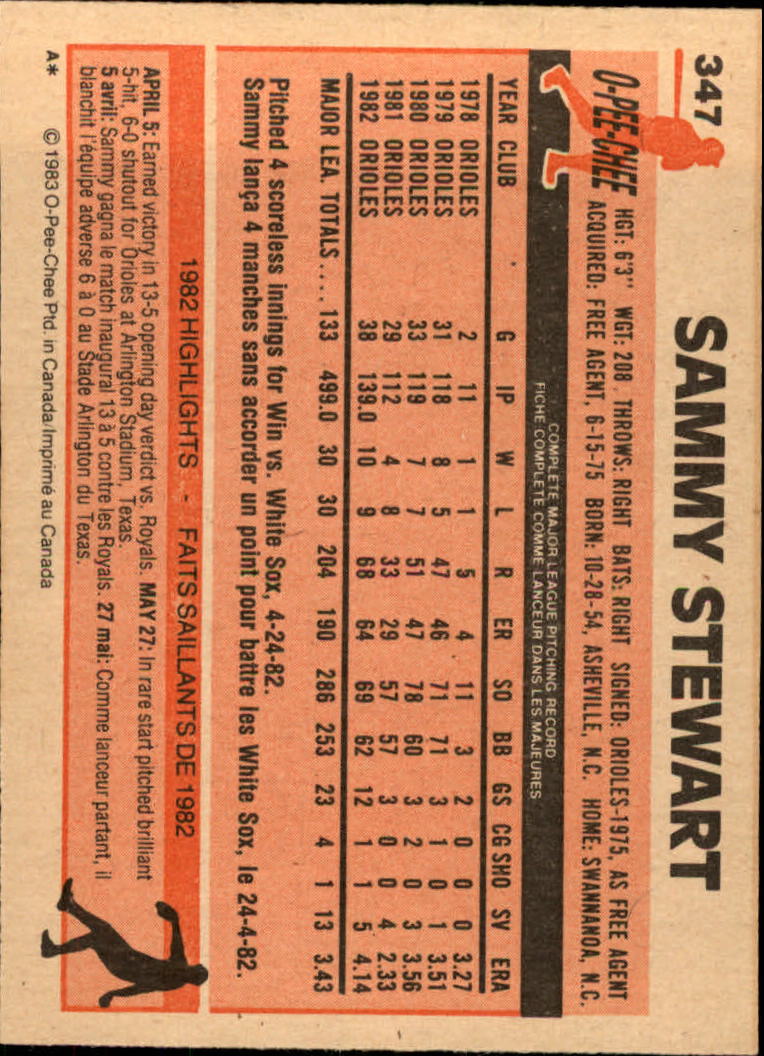 347
SAMMY STEWART
O-PEE-CHEE
HGT: 6'3" WGT: 208 THROWS: RIGHT BATS: RIGHT SIGNED: ORIOLES-1975, AS FREE AGENT
ACQUIRED: FREE AGENT, 6-15-75 BORN: 10-28-54, ASHEVILLE, N.C. HOME: SWANNANOA, N.C.
COMPLETE MAJOR LEAGUE PITCHING RECORD
FICHE COMPLETE COMME LANCEUR DANS LES MAJEURES
YEAR CLUB G IP W L R ER SO BB GS CG SHO SV ERA
1978 ORIOLES 2 11 1 1 5 4 11 3 2 0 0 0 3.27
1979 ORIOLES 31 118 8 5 47 46 71 71 3 1 0 1 3.51
1980 ORIOLES 33 119 7 7 51 47 78 60 3 2 0 3 3.56
1981 ORIOLES 29 112 4 8 33 29 57 57 3 0 0 4 2.33
1982 ORIOLES 38 139.0 10 9 68 64 69 62 12 1 1 5 4.14
MAJOR LEA. TOTALS .... 133 499.0 30 30 204 190 286 253 23 4 1 13 3.43
Pitched 4 scoreless innings for Win vs. White Sox, 4-24-82.
Sammy lança 4 manches sans accorder un point pour battre les White Sox, le 24-4-82.
1982 HIGHLIGHTS - FAITS SAILLANTS DE 1982
APRIL 5: Earned victory in 13-5 opening day verdict vs. Royals. MAY 27: In rare start pitched brilliant
5-hit, 6-0 shutout for Orioles at Arlington Stadium, Texas.
5 avril: Sammy gagna le match inaugural 13 à 5 contre les Royals. 27 mai: Comme lanceur partant, il
blanchit l'équipe adverse 6 à 0 au Stade Arlington du Texas.
A* © 1983 O-Pee-Chee Ptd. in Canada/Imprimé au Canada